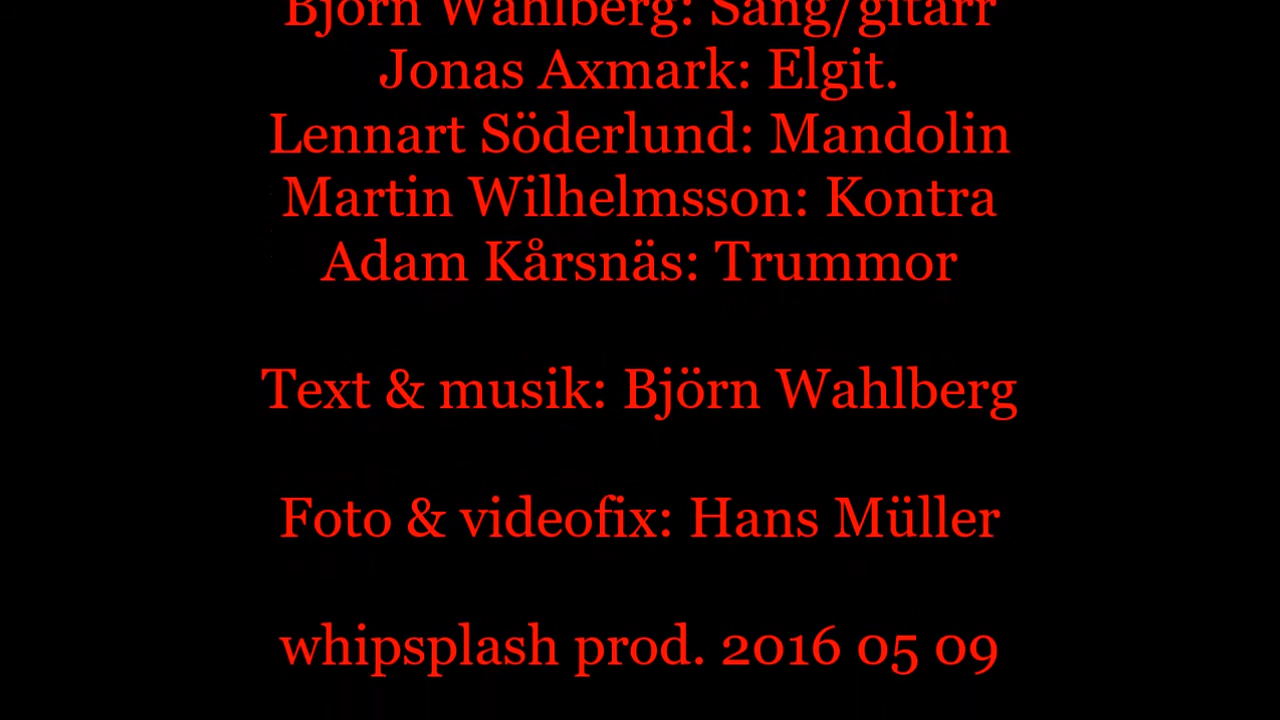 Björn Wahlberg: Sång/gitarr
Jonas Axmark: Elgit.
Lennart Söderlund: Mandolin
Martin Wilhelmsson: Kontra
Adam Kårsnäs: Trummor
Text & musik: Björn Wahlberg
Foto & videofix: Hans Müller
whipsplash prod. 2016 05 09